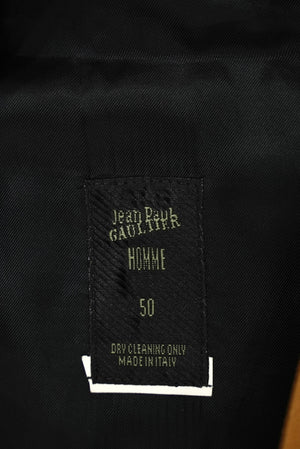 Jean Paul
GAULTIER
HOMME
50
DRY CLEANING ONLY
MADE IN ITALY